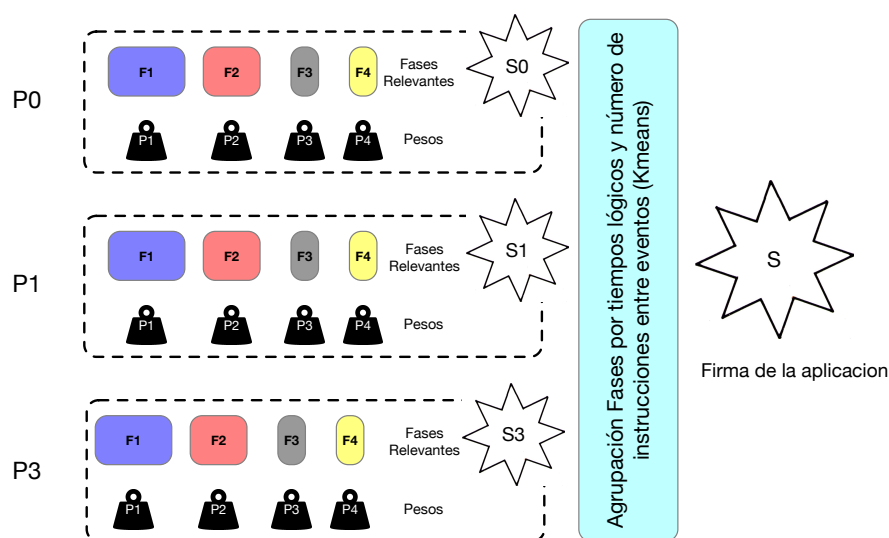 P0
F1 F2 F3 F4
Fases
Relevantes
S0
P1 P2 P3 P4
Pesos
P1
F1 F2 F3 F4
Fases
Relevantes
S1
P1 P2 P3 P4
Pesos
P3
F1 F2 F3 F4
Fases
Relevantes
S3
P1 P2 P3 P4
Pesos
Agrupación Fases por tiempos lógicos y número de
instrucciones entre eventos (Kmeans)
S
Firma de la aplicacion